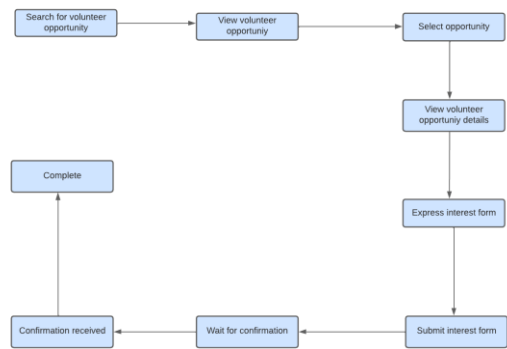 Search for volunteer
opportunity
View volunteer
opportuniy
Select opportunity
View volunteer
opportuniy details
Express interest form
Submit interest form
Wait for confirmation
Confirmation received
Complete